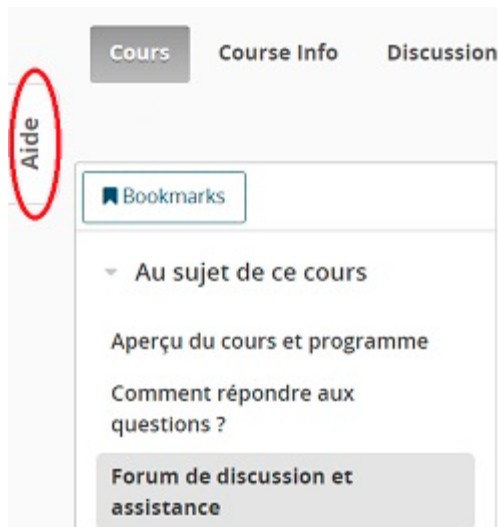 Cours Course Info Discussion
Aide
Bookmarks
Au sujet de ce cours
Aperçu du cours et programme
Comment répondre aux
questions ?
Forum de discussion et
assistance